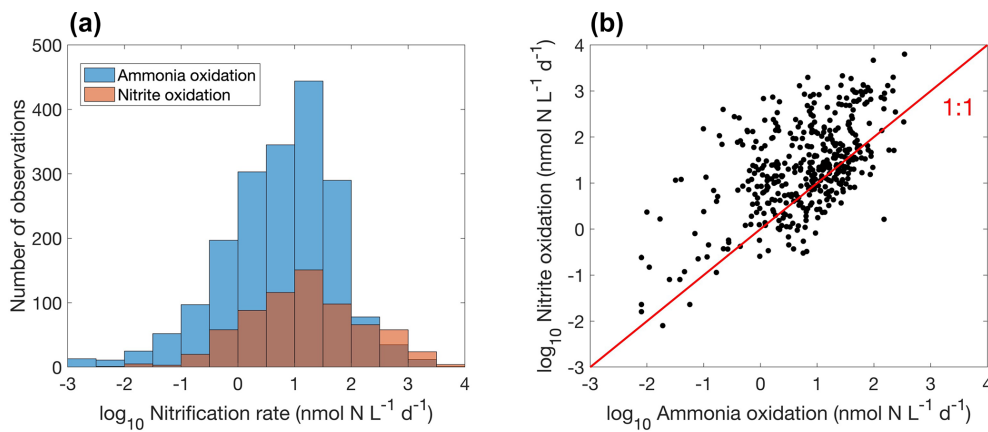 (a)
500
400
300
200
100
0
Number of observations
Ammonia oxidation
Nitrite oxidation
-3 -2 -1 0 1 2 3 4
log10 Nitrification rate (nmol N L-1 d-1)
(b)
4
3
2
1
0
-1
-2
-3
log10 Nitrite oxidation (nmol N L-1 d-1)
1:1
-3 -2 -1 0 1 2 3 4
log10 Ammonia oxidation (nmol N L-1 d-1)